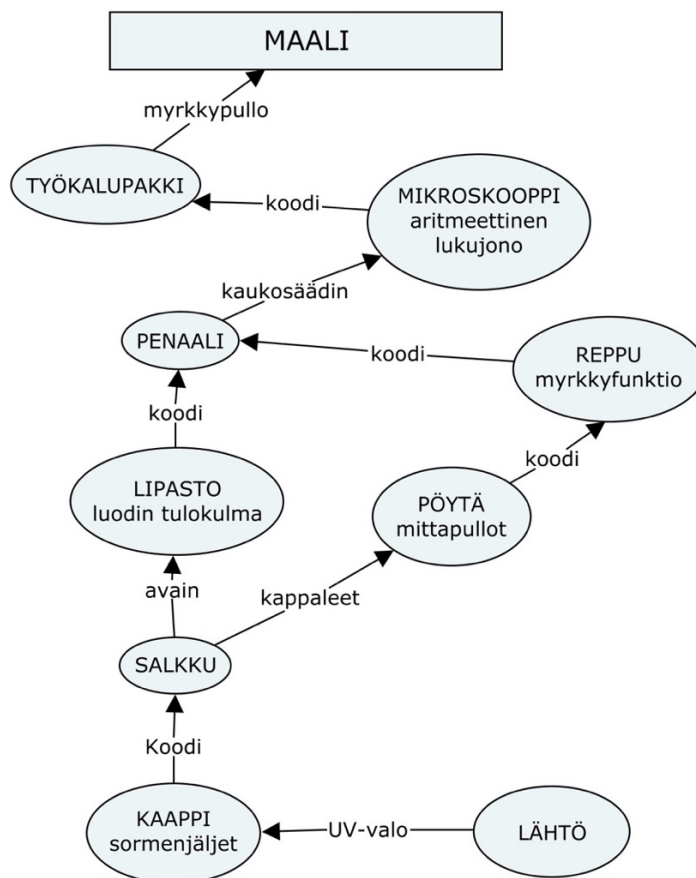 MAALI
myrkkypullo
TYÖKALUPAKKI
koodi
MIKROSKOOPPI
aritmeettinen
lukujono
kaukosäädin
PENAALI
koodi
REPPU
myrkkyfunktio
koodi
koodi
LIPASTO
luodin tulokulma
PÖYTÄ
mittapullot
avain
kappaleet
SALKKU
Koodi
KAAPPI
sormenjäljet
UV-valo
LÄHTÖ